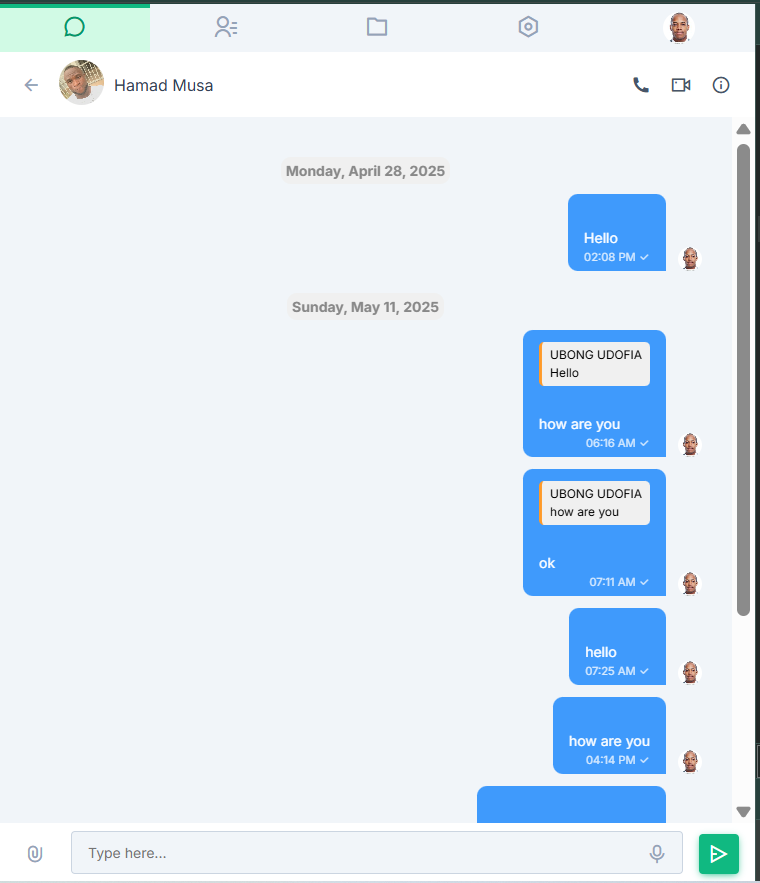 Hamad Musa
Monday, April 28, 2025
Hello
02:08 PM
Sunday, May 11, 2025
UBONG UDOFIA
Hello
how are you
06:16 AM
UBONG UDOFIA
how are you
ok
07:11 AM
hello
07:25 AM
how are you
04:14 PM
Type here...